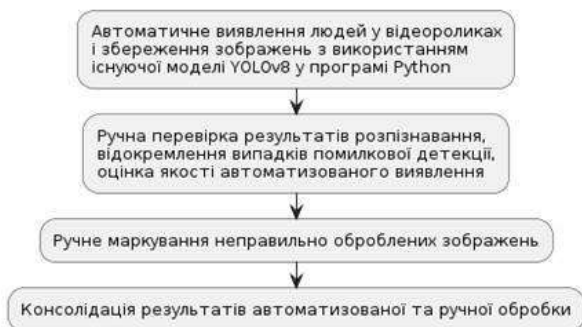 Автоматичне виявлення людей у відеороликах
і збереження зображень з використанням
існуючої моделі YOLOv8 у програмі Python
Ручна перевірка результатів розпізнавання,
відокремлення випадків помилкової детекції,
оцінка якості автоматизованого виявлення
Ручне маркування неправильно оброблених зображень
Консолідація результатів автоматизованої та ручної обробки